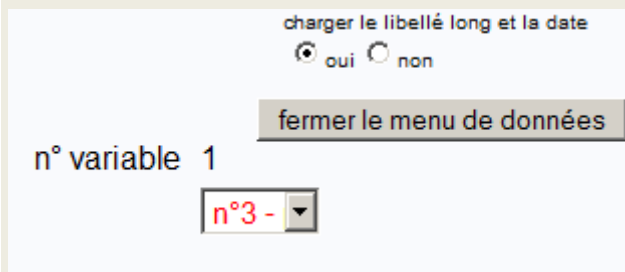 charger le libellé long et la date
oui non
fermer le menu de données
n° variable 1
n°3 -